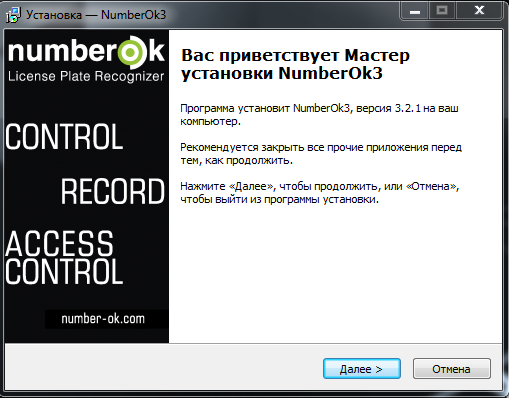 Установка — NumberOk3
numberok
License Plate Recognizer
CONTROL
RECORD
ACCESS
CONTROL
number-ok.com
Вас приветствует Мастер
установки NumberOk3
Программа установит NumberOk3, версия 3.2.1 на ваш
компьютер.
Рекомендуется закрыть все прочие приложения перед
тем, как продолжить.
Нажмите «Далее», чтобы продолжить, или «Отмена»,
чтобы выйти из программы установки.
Далее >
Отмена